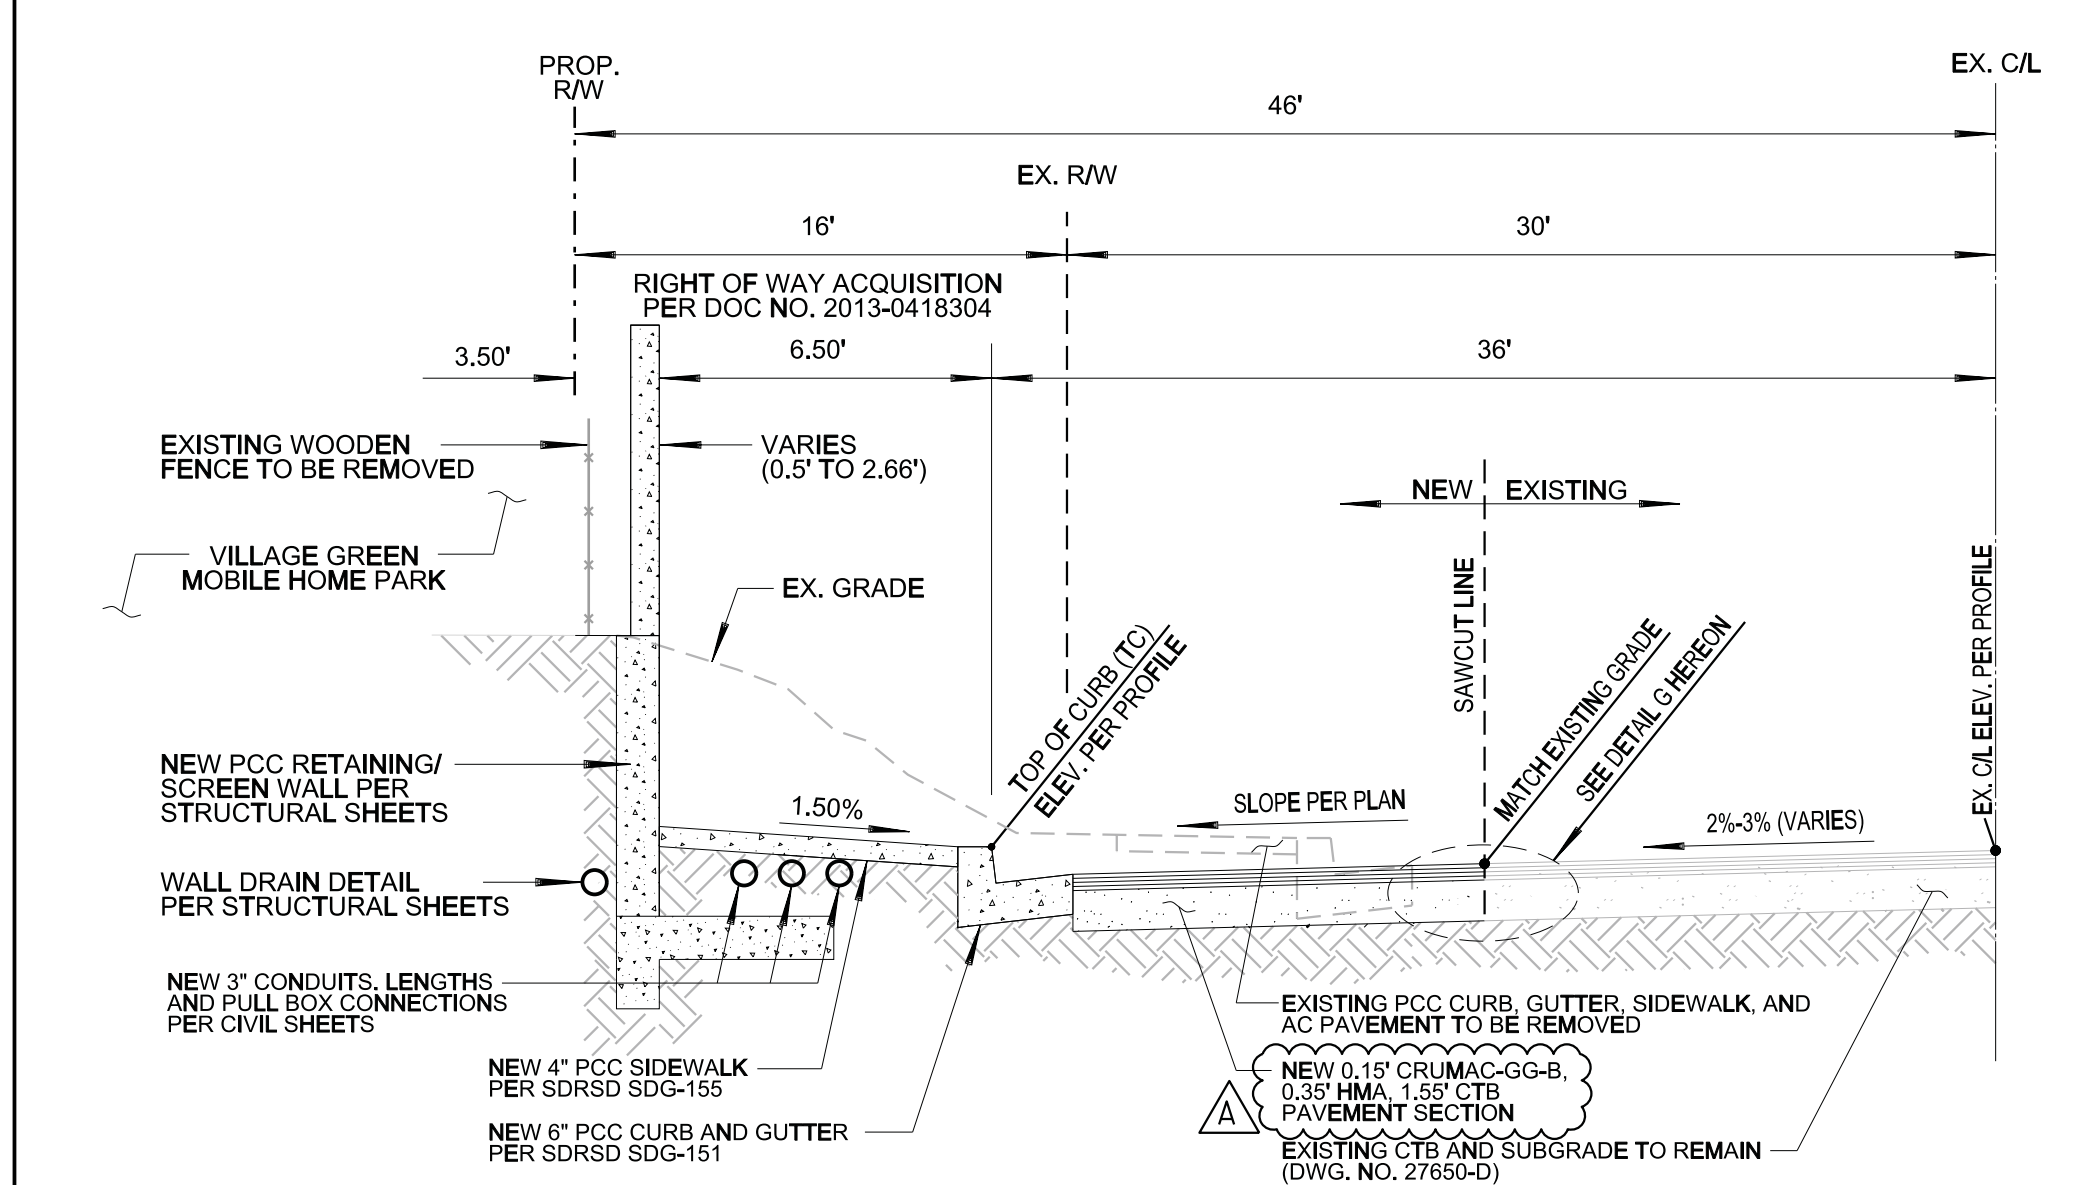 PROP.
R/W
EX. C/L
46'
EX. R/W
16'
30'
RIGHT OF WAY ACQUISITION
PER DOC NO. 2013-0418304
3.50'
6.50'
36'
EXISTING WOODEN
FENCE TO BE REMOVED
VARIES
(0.5' TO 2.66')
NEW
EXISTING
VILLAGE GREEN
MOBILE HOME PARK
EX. GRADE
TOP OF CURB (TC)
ELEV. PER PROFILE
SAWCUT LINE
MATCH EXISTING GRADE
SEE DETAIL G HEREON
EX. C/L ELEV. PER PROFILE
NEW PCC RETAINING/
SCREEN WALL PER
STRUCTURAL SHEETS
1.50%
SLOPE PER PLAN
2%-3% (VARIES)
WALL DRAIN DETAIL
PER STRUCTURAL SHEETS
NEW 3" CONDUITS. LENGTHS
AND PULL BOX CONNECTIONS
PER CIVIL SHEETS
EXISTING PCC CURB, GUTTER, SIDEWALK, AND
AC PAVEMENT TO BE REMOVED
NEW 4" PCC SIDEWALK
PER SDRSD SDG-155
NEW 0.15' CRUMAC-GG-B,
0.35' HMA, 1.55' CTB
PAVEMENT SECTION
A
NEW 6" PCC CURB AND GUTTER
PER SDRSD SDG-151
EXISTING CTB AND SUBGRADE TO REMAIN
(DWG. NO. 27650-D)